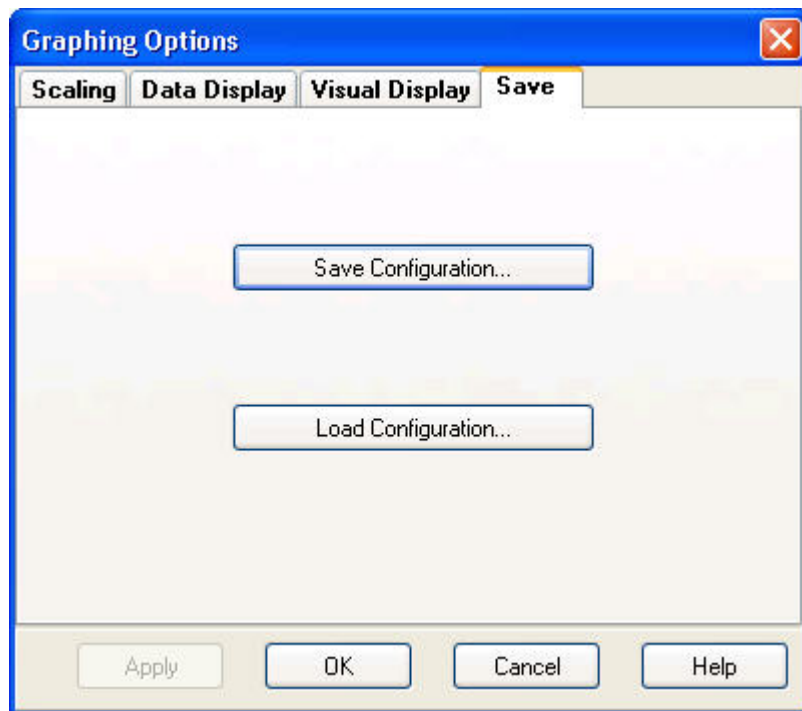 Graphing Options
Scaling Data Display Visual Display Save
Save Configuration...
Load Configuration...
Apply OK Cancel Help